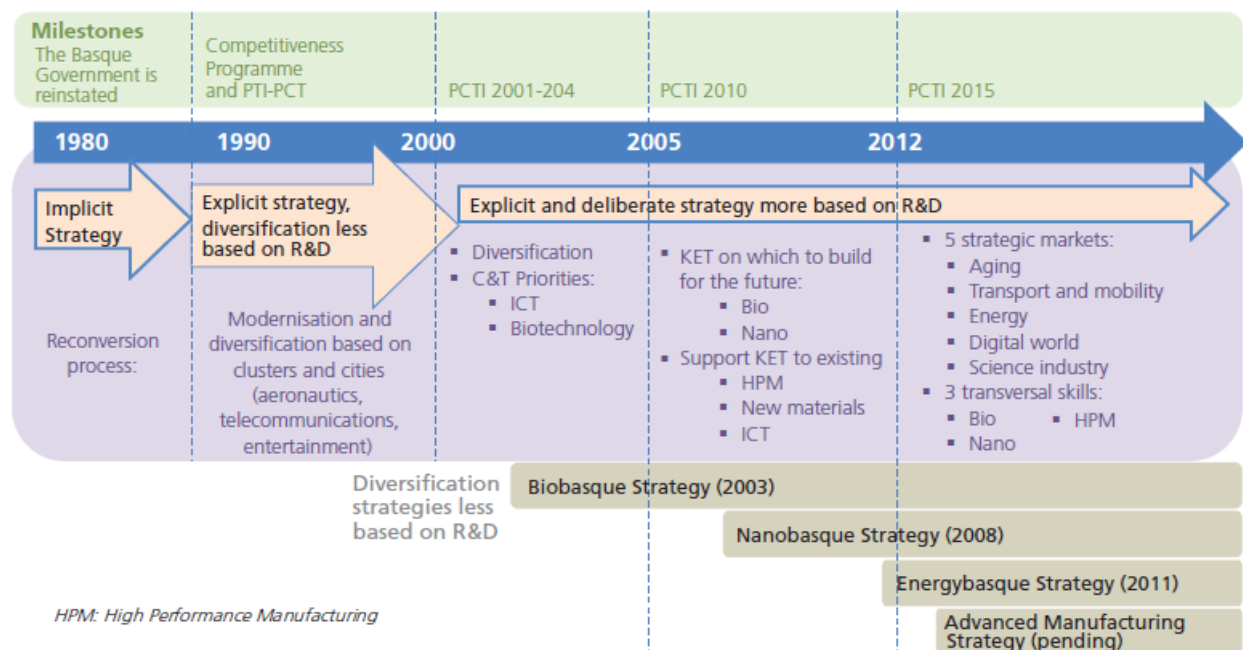 Milestones
The Basque
Government is
reinstated
Competitiveness
Programme
and PTI-PCT
PCTI 2001-204
PCTI 2010
PCTI 2015
1980
1990
2000
2005
2012
Implicit
Strategy
Explicit strategy,
diversification less
based on R&D
Explicit and deliberate strategy more based on R&D
Reconversion
process:
Modernisation and
diversification based on
clusters and cities
(aeronautics,
telecommunications,
entertainment)
▪ Diversification
▪ C&T Priorities:
▪ ICT
▪ Biotechnology
▪ KET on which to build
for the future:
▪ Bio
▪ Nano
▪ Support KET to existing
▪ HPM
▪ New materials
▪ ICT
▪ 5 strategic markets:
▪ Aging
▪ Transport and mobility
▪ Energy
▪ Digital world
▪ Science industry
▪ 3 transversal skills:
▪ Bio ▪ HPM
▪ Nano
Diversification
strategies less
based on R&D
Biobasque Strategy (2003)
Nanobasque Strategy (2008)
Energybasque Strategy (2011)
Advanced Manufacturing
Strategy (pending)
HPM: High Performance Manufacturing